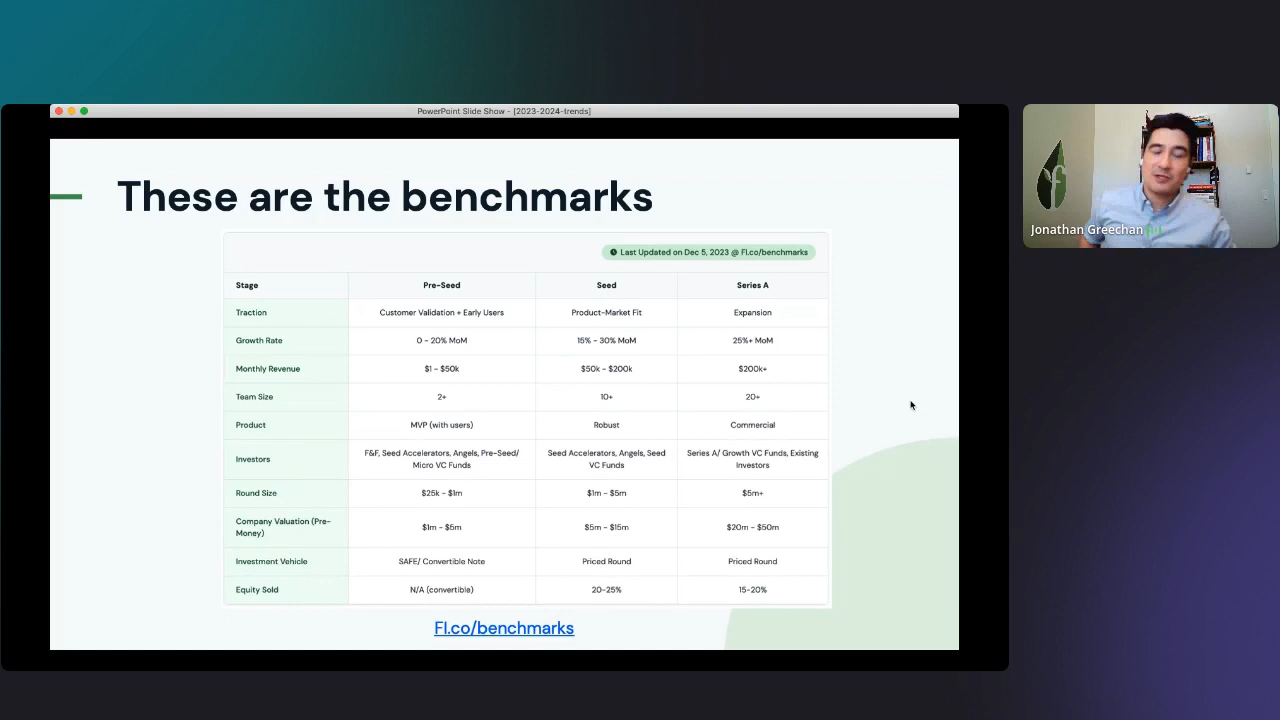 PowerPoint Slide Show - [2023-2024-trends]
These are the benchmarks
Last Updated on Dec 5, 2023 @ FI.co/benchmarks
Stage Pre-Seed Seed Series A
Traction Customer Validation + Early Users Product-Market Fit Expansion
Growth Rate 0 - 20% MoM 15% - 30% MoM 25%+ MoM
Monthly Revenue $1 - $50k $50k - $200k $200k+
Team Size 2+ 10+ 20+
Product MVP (with users) Robust Commercial
Investors F&F, Seed Accelerators, Angels, Pre-Seed/ Micro VC Funds Seed Accelerators, Angels, Seed VC Funds Series A/ Growth VC Funds, Existing Investors
Round Size $25k - $1m $1m - $5m $5m+
Company Valuation (Pre-Money) $1m - $5m $5m - $15m $20m - $50m
Investment Vehicle SAFE/ Convertible Note Priced Round Priced Round
Equity Sold N/A (convertible) 20-25% 15-20%
FI.co/benchmarks
Jonathan Greechan